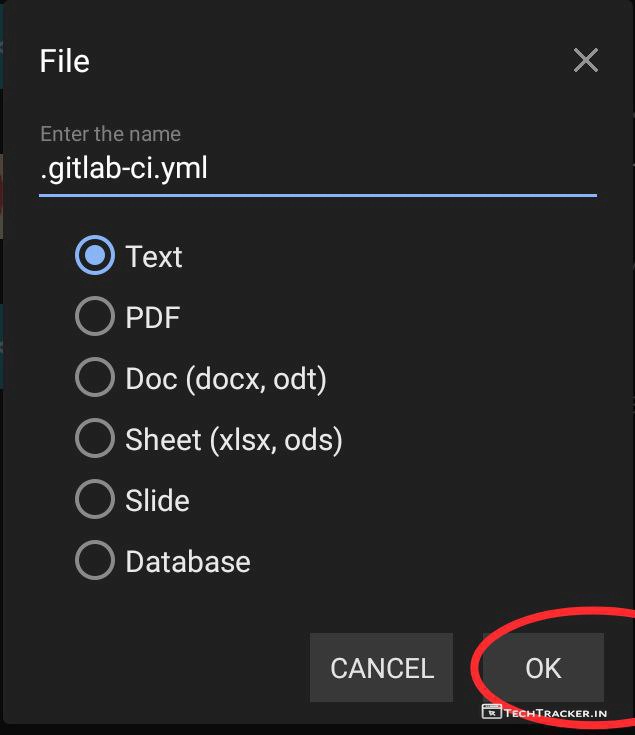 File
Enter the name
.gitlab-ci.yml
Text
PDF
Doc (docx, odt)
Sheet (xlsx, ods)
Slide
Database
CANCEL
OK
TECHTRACKER.IN